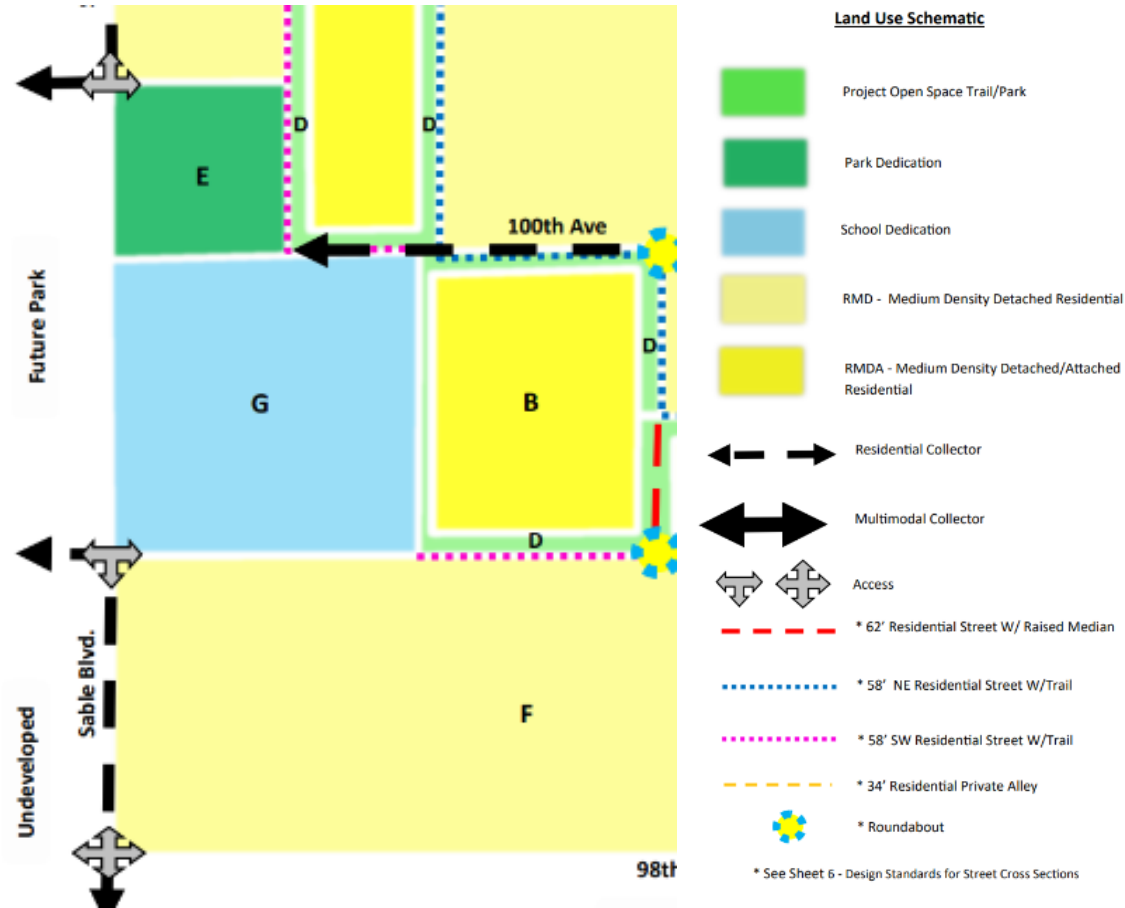 Land Use Schematic
Project Open Space Trail/Park
D
D
Park Dedication
E
100th Ave
School Dedication
RMD - Medium Density Detached Residential
Future Park
D
RMDA - Medium Density Detached/Attached
Residential
G
B
Residential Collector
Multimodal Collector
D
Access
* 62' Residential Street W/ Raised Median
Sable Blvd.
* 58' NE Residential Street W/Trail
F
* 58' SW Residential Street W/Trail
Undeveloped
* 34' Residential Private Alley
* Roundabout
98th
* See Sheet 6 - Design Standards for Street Cross Sections